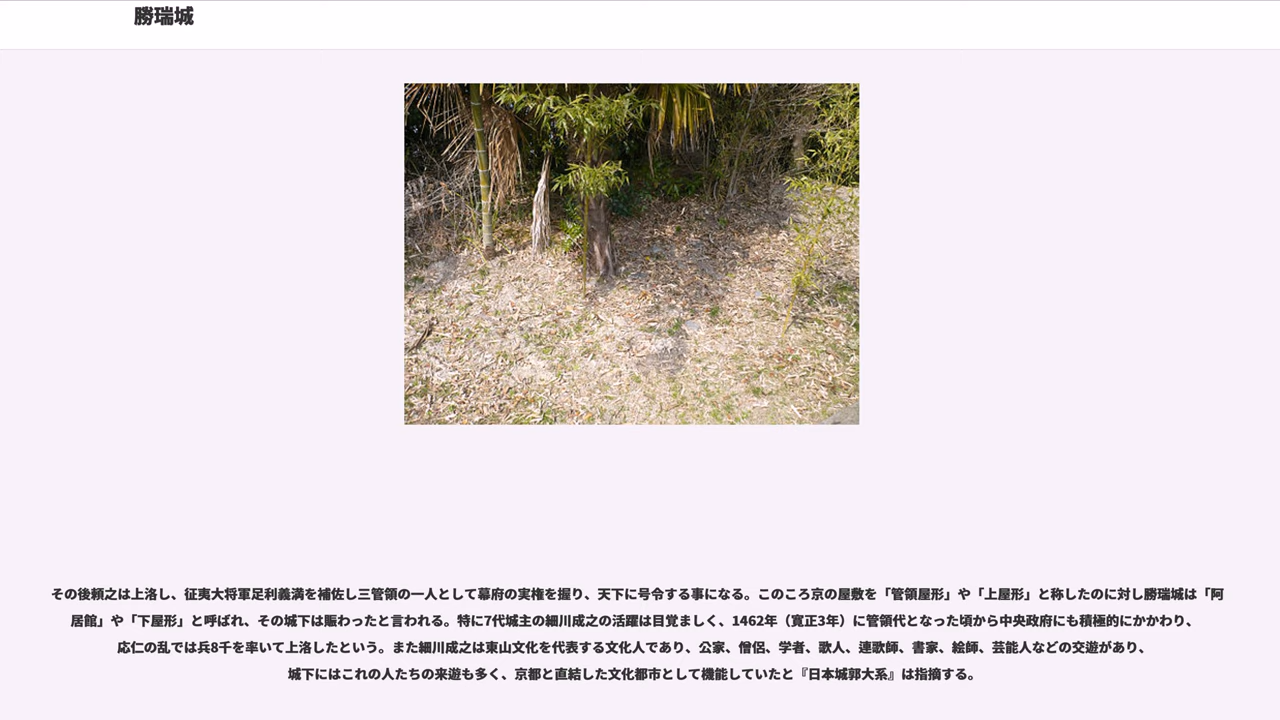 勝瑞城
その後頼之は上洛し、征夷大将軍足利義満を補佐し三管領の一人として幕府の実権を握り、天下に号令する事になる。このころ京の屋敷を「管領屋形」や「上屋形」と称したのに対し勝瑞城は「阿
居館」や「下屋形」と呼ばれ、その城下は賑わったと言われる。特に7代城主の細川成之の活躍は目覚ましく、1462年（寛正3年）に管領代となった頃から中央政府にも積極的にかかわり、
応仁の乱では兵8千を率いて上洛したという。また細川成之は東山文化を代表する文化人であり、公家、僧侶、学者、歌人、連歌師、書家、絵師、芸能人などの交遊があり、
城下にはこれの人たちの来遊も多く、京都と直結した文化都市として機能していたと『日本城郭大系』は指摘する。